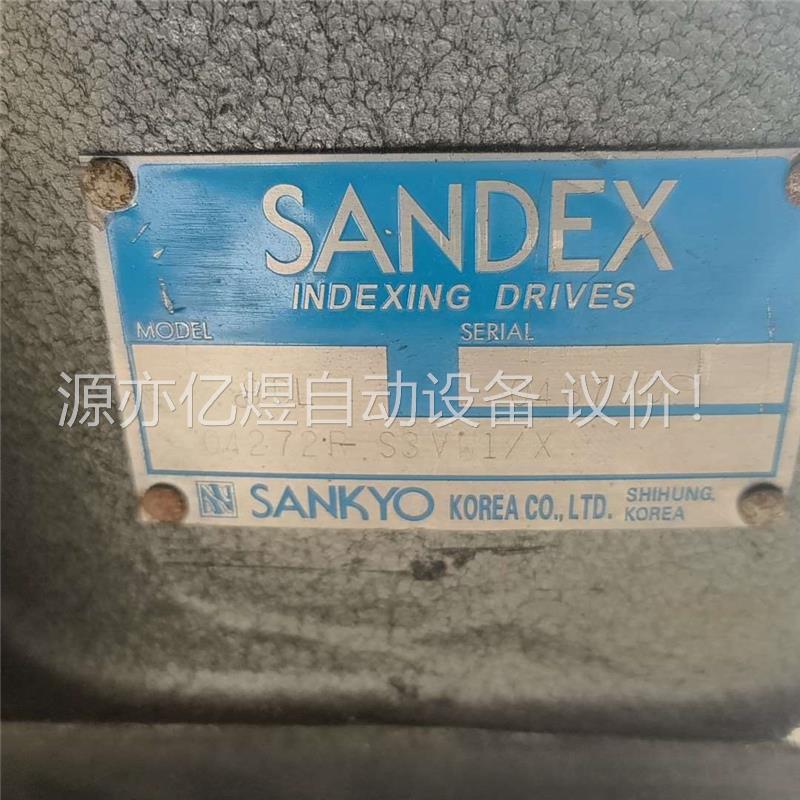 SANDEX
INDEXING DRIVES
MODEL SERIAL
源亦亿煜自动设备 议价!
SANKYO KOREA CO., LTD. SHIHUNG, KOREA